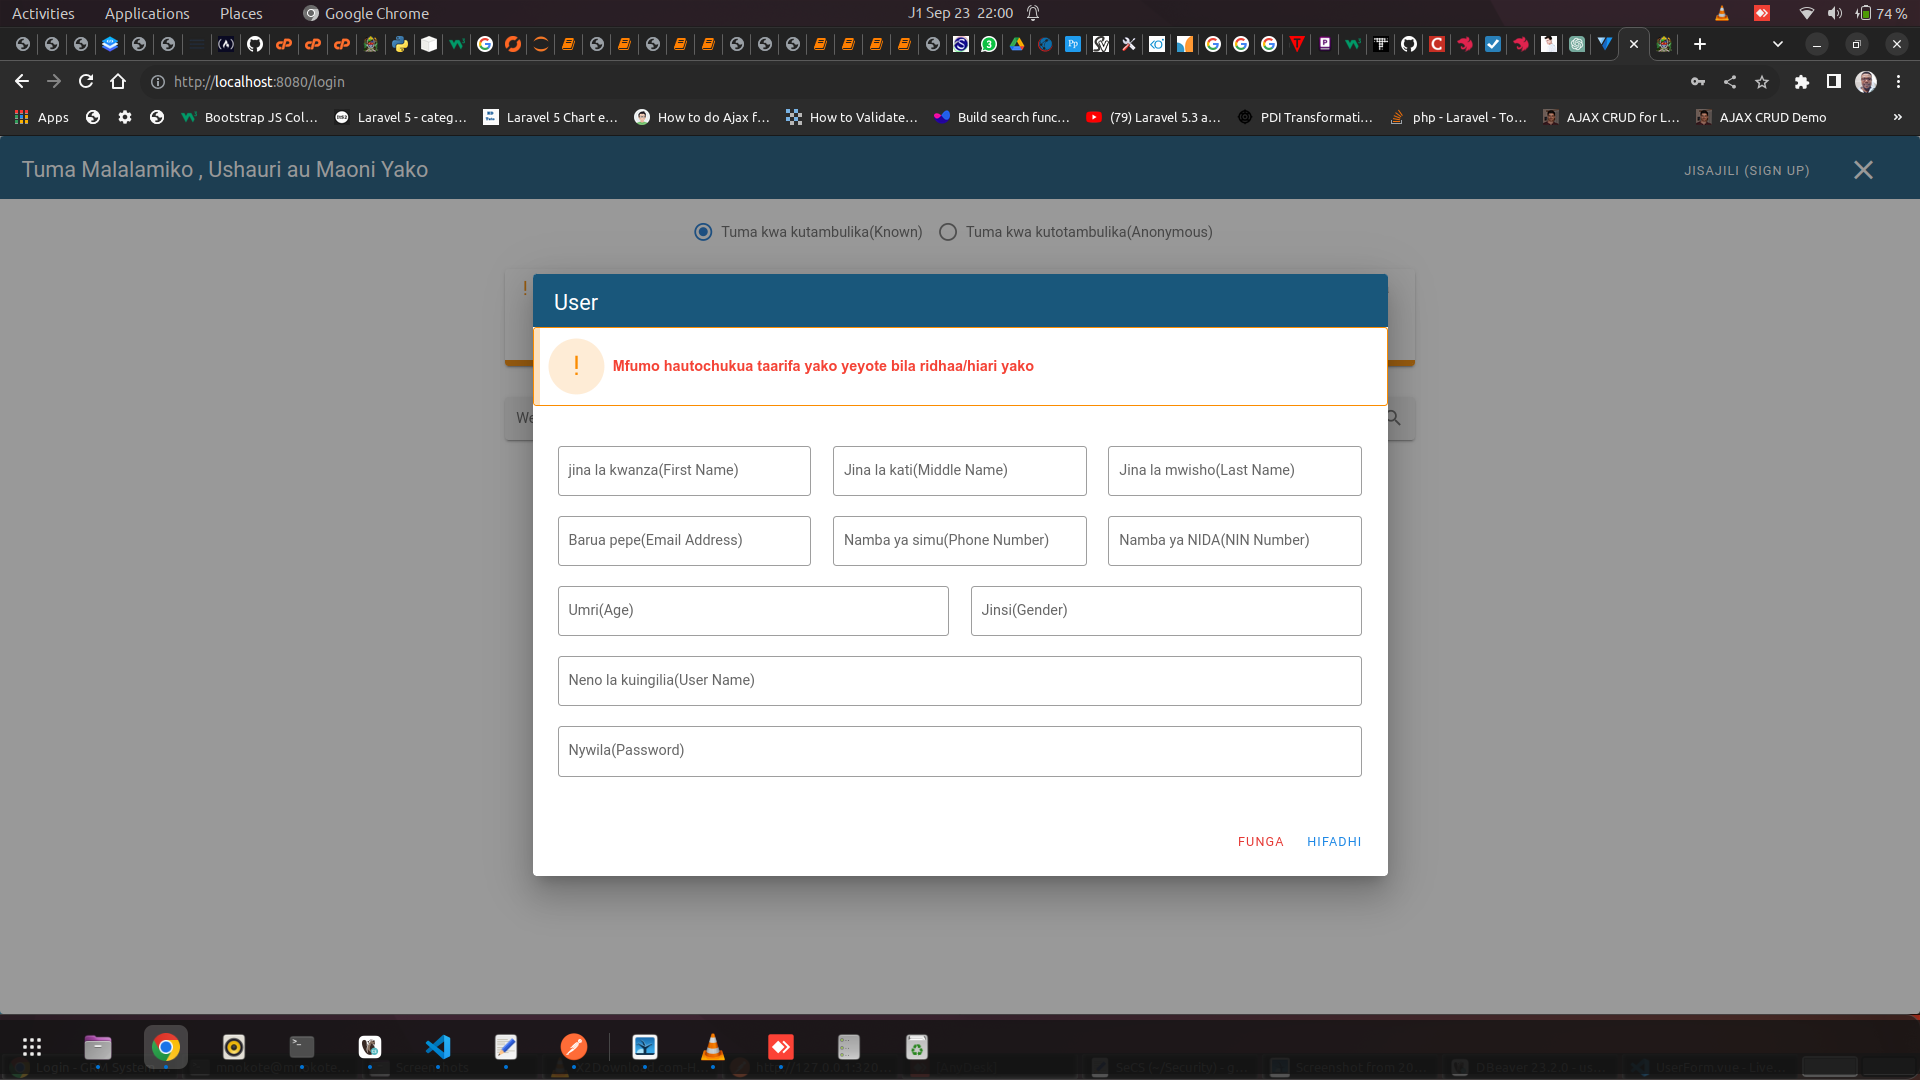 Activities Applications Places Google Chrome J1 Sep 23 22:00 74 %
http://localhost:8080/login
Apps Bootstrap JS Col... Laravel 5 - categ... Laravel 5 Chart e... How to do Ajax f... How to Validate... Build search func... (79) Laravel 5.3 a... PDI Transformati... php - Laravel - To... AJAX CRUD for L... AJAX CRUD Demo »
Tuma Malalamiko , Ushauri au Maoni Yako JISAJILI (SIGN UP)
Tuma kwa kutambulika(Known) Tuma kwa kutotambulika(Anonymous)
User
! Mfumo hautochukua taarifa yako yeyote bila ridhaa/hiari yako
jina la kwanza(First Name) Jina la kati(Middle Name) Jina la mwisho(Last Name)
Barua pepe(Email Address) Namba ya simu(Phone Number) Namba ya NIDA(NIN Number)
Umri(Age) Jinsi(Gender)
Neno la kuingilia(User Name)
Nywila(Password)
FUNGA HIFADHI